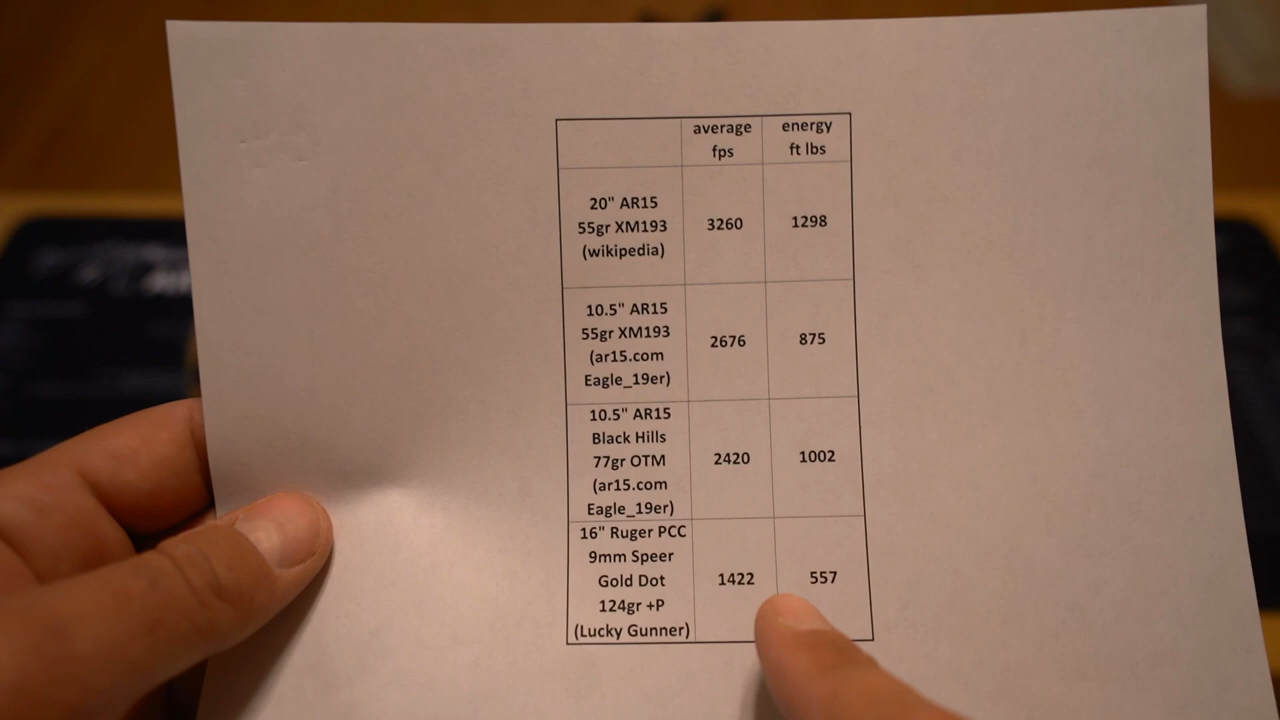 average
fps
energy
ft lbs
20" AR15
55gr XM193
(wikipedia)
3260
1298
10.5" AR15
55gr XM193
(ar15.com
Eagle_19er)
2676
875
10.5" AR15
Black Hills
77gr OTM
(ar15.com
Eagle_19er)
2420
1002
16" Ruger PCC
9mm Speer
Gold Dot
124gr +P
(Lucky Gunner)
1422
557